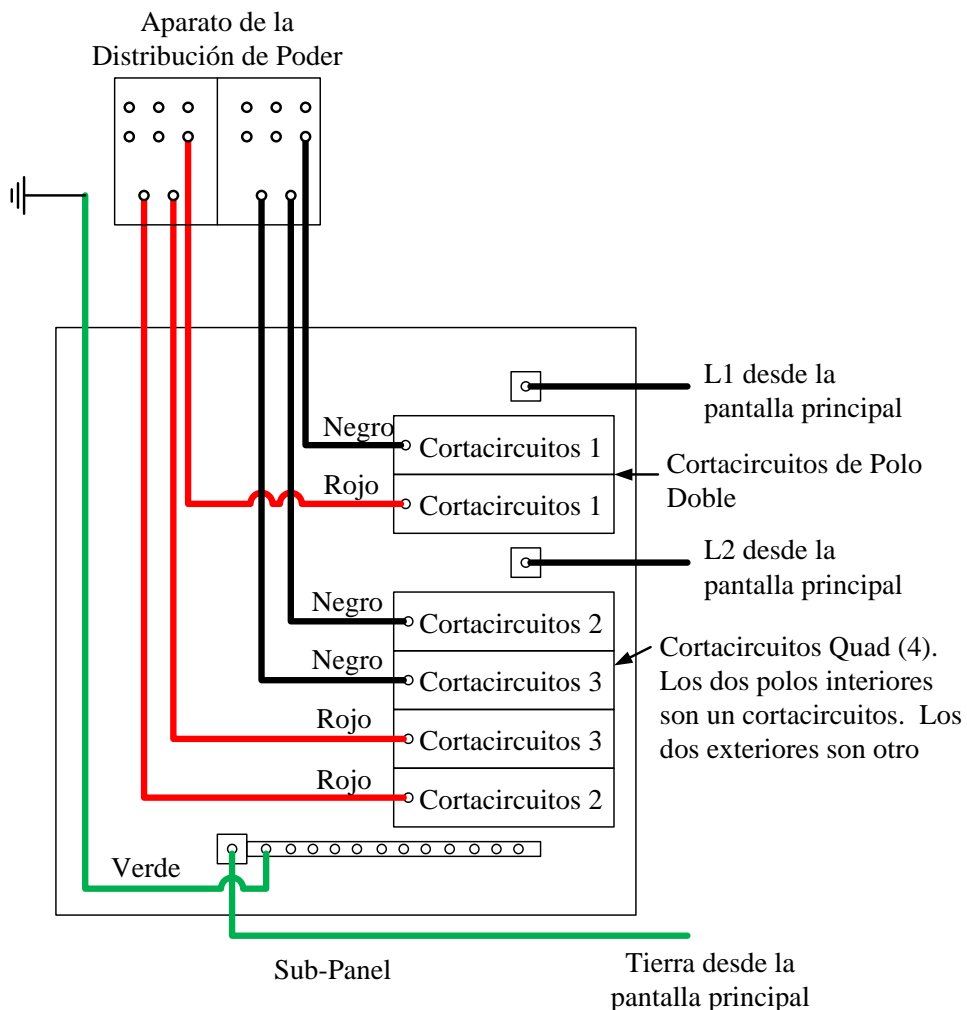 Aparato de la
Distribución de Poder
L1 desde la
pantalla principal
Negro
Cortacircuitos 1
Cortacircuitos de Polo
Doble
Rojo
Cortacircuitos 1
L2 desde la
pantalla principal
Negro
Cortacircuitos 2
Cortacircuitos Quad (4).
Los dos polos interiores
son un cortacircuitos.  Los
dos exteriores son otro
Negro
Cortacircuitos 3
Rojo
Cortacircuitos 3
Rojo
Cortacircuitos 2
Verde
Sub-Panel
Tierra desde la
pantalla principal